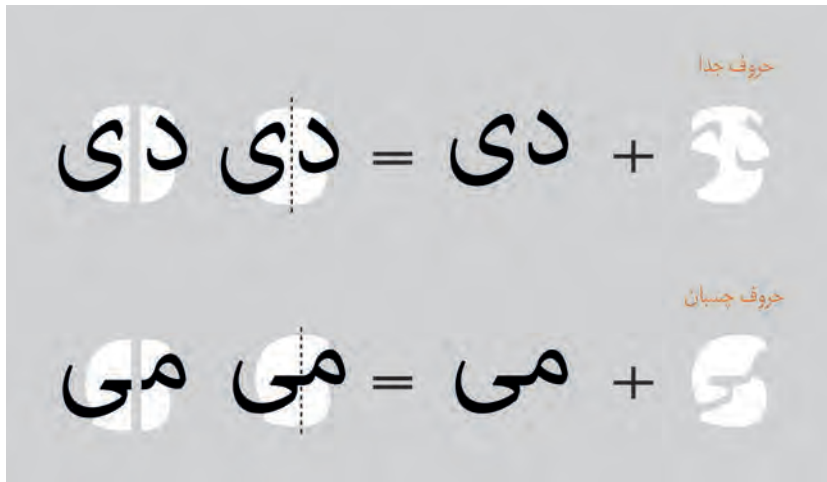 حروف جدا
+ دی = دی دی
حروف چسبان
+ می = می می